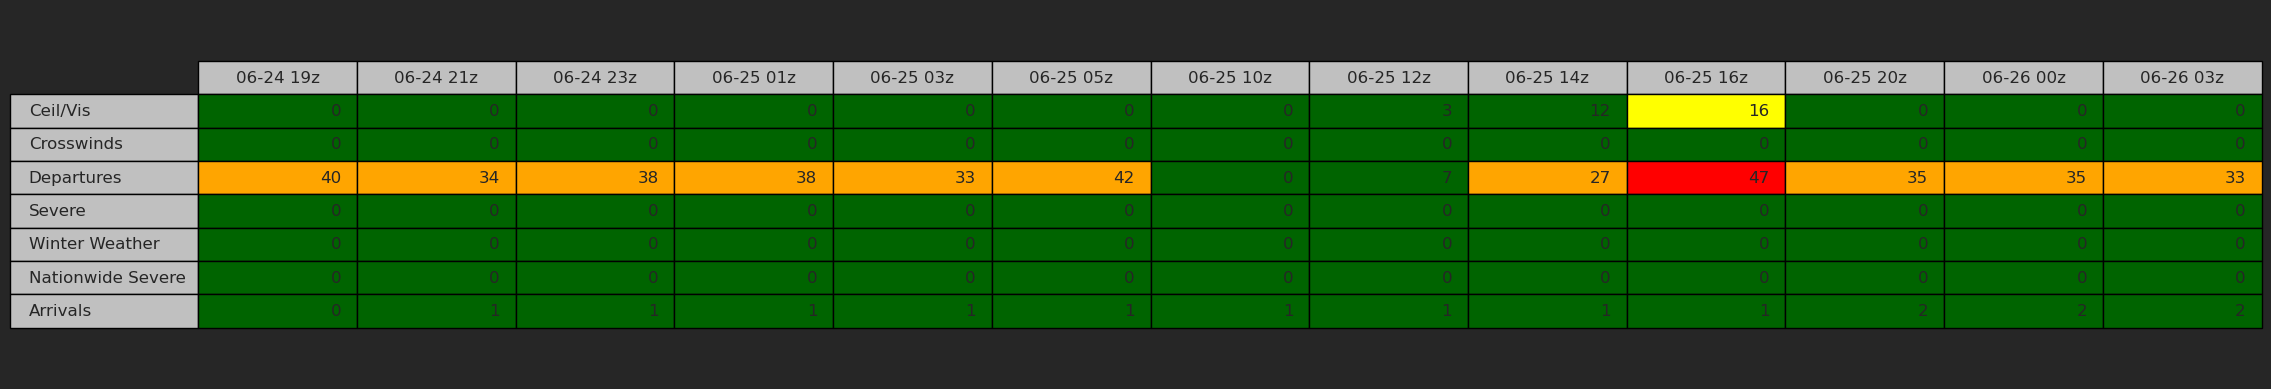 06-24 19z 06-24 21z 06-24 23z 06-25 01z 06-25 03z 06-25 05z 06-25 10z 06-25 12z 06-25 14z 06-25 16z 06-25 20z 06-26 00z 06-26 03z
Ceil/Vis 0 0 0 0 0 0 0 3 12 16 0 0 0
Crosswinds 0 0 0 0 0 0 0 0 0 0 0 0 0
Departures 40 34 38 38 33 42 0 7 27 47 35 35 33
Severe 0 0 0 0 0 0 0 0 0 0 0 0 0
Winter Weather 0 0 0 0 0 0 0 0 0 0 0 0 0
Nationwide Severe 0 0 0 0 0 0 0 0 0 0 0 0 0
Arrivals 0 1 1 1 1 1 1 1 1 1 2 2 2